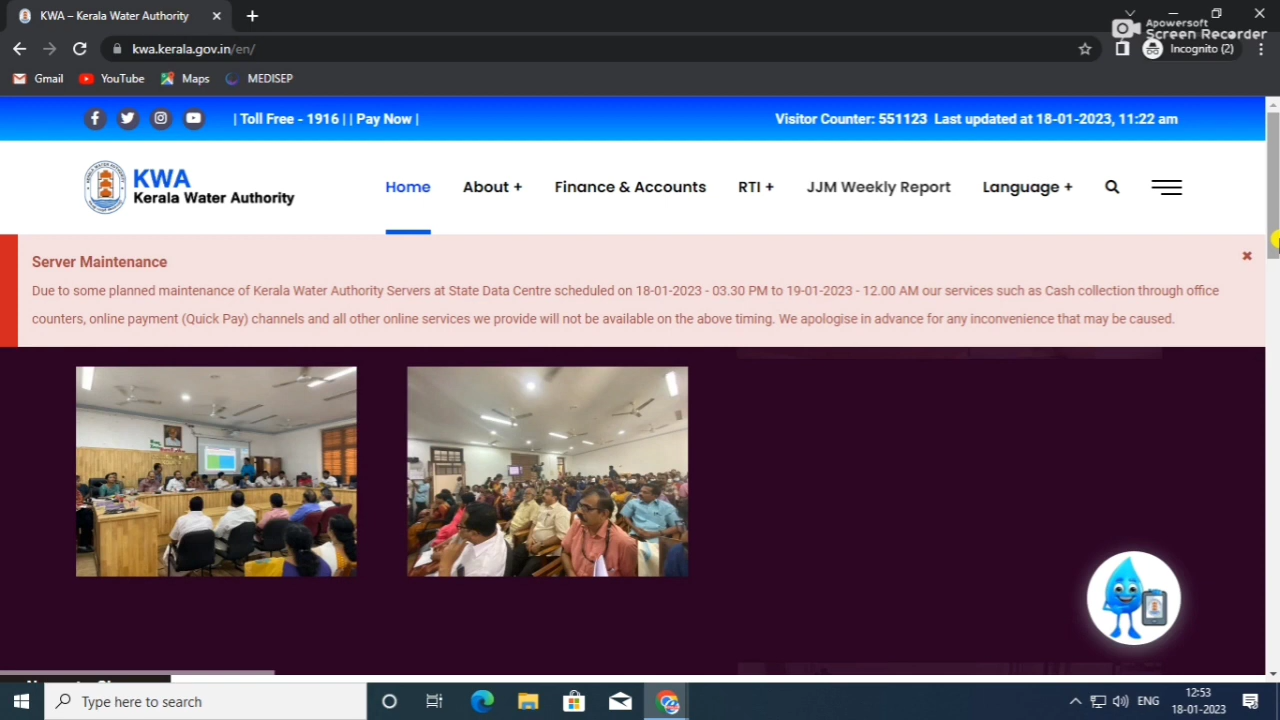 KWA – Kerala Water Authority
Apowersoft
Screen Recorder
kwa.kerala.gov.in/en/
Incognito (2)
Gmail
YouTube
Maps
MEDISEP
| Toll Free - 1916 | | Pay Now |
Visitor Counter: 551123 Last updated at 18-01-2023, 11:22 am
KWA
Kerala Water Authority
Home
About +
Finance & Accounts
RTI +
JJM Weekly Report
Language +
Server Maintenance
Due to some planned maintenance of Kerala Water Authority Servers at State Data Centre scheduled on 18-01-2023 - 03.30 PM to 19-01-2023 - 12.00 AM our services such as Cash collection through office
counters, online payment (Quick Pay) channels and all other online services we provide will not be available on the above timing. We apologise in advance for any inconvenience that may be caused.
Type here to search
ENG
12:53
18-01-2023